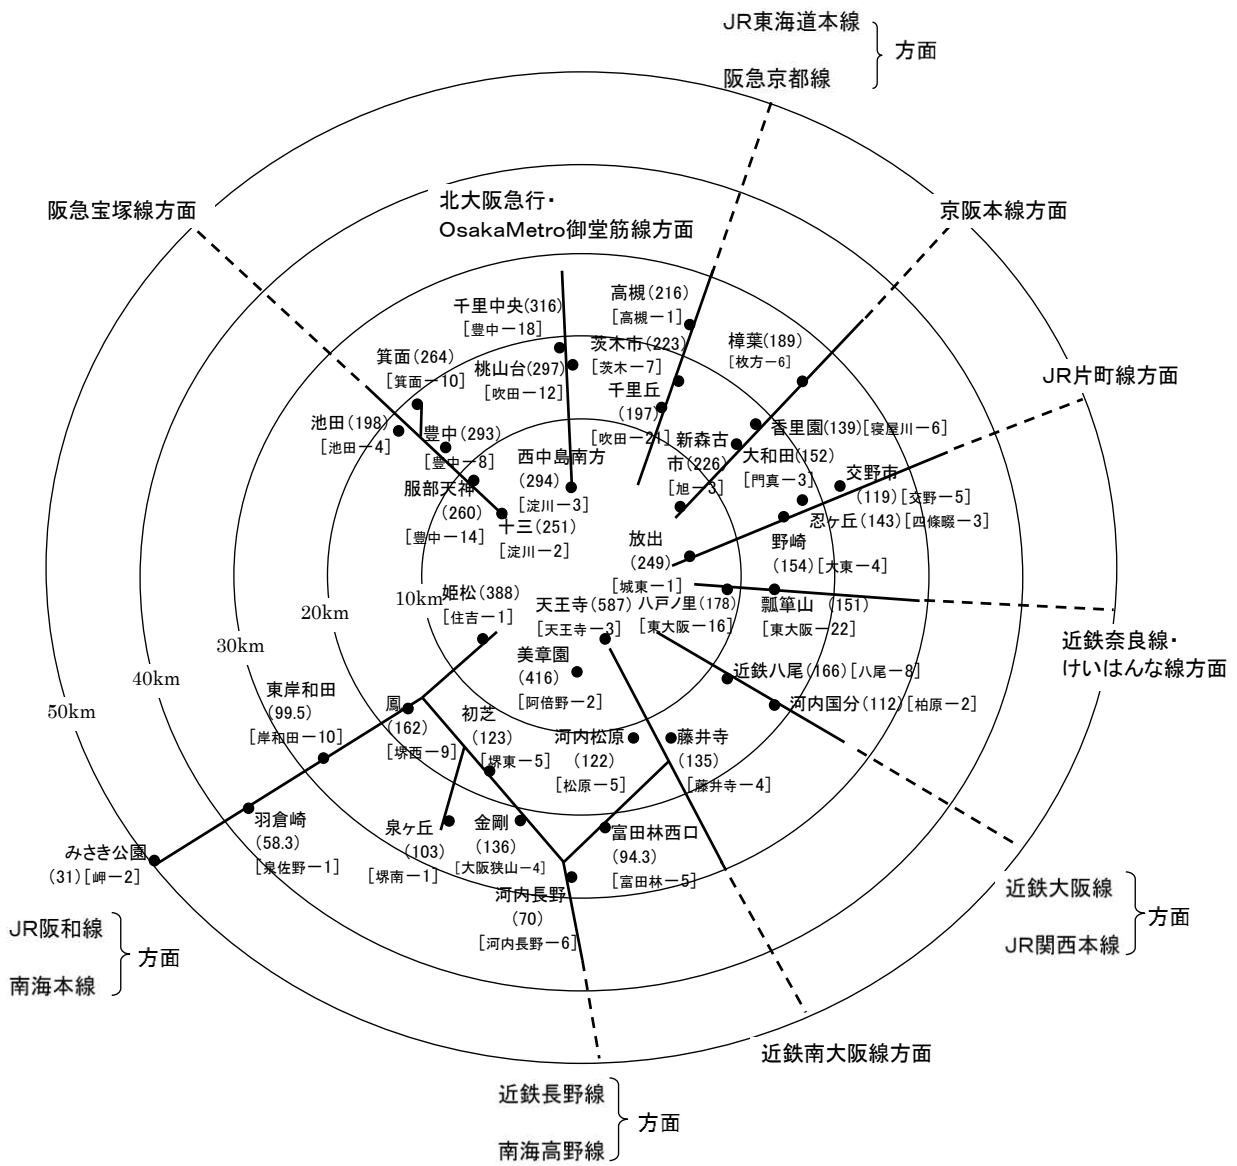 JR東海道本線
阪急京都線
方面
阪急宝塚線方面
北大阪急行・
OsakaMetro御堂筋線方面
京阪本線方面
JR片町線方面
千里中央(316)
[豊中－18]
高槻(216)
[高槻－1]
箕面(264)
[箕面－10]
桃山台(297)
[吹田－12]
茨木市(223)
[茨木－7]
樟葉(189)
[枚方－6]
千里丘
(197)
[吹田－21]
池田(198)
[池田－4]
豊中(293)
[豊中－8]
香里園(139)[寝屋川－6]
新森古
市(226)
[旭－3]
大和田(152)
[門真－3]
西中島南方
(294)
[淀川－3]
服部天神
(260)
[豊中－14]
交野市
(119)[交野－5]
忍ヶ丘(143)[四條畷－3]
十三(251)
[淀川－2]
放出
(249)
[城東－1]
野崎
(154)[大東－4]
姫松(388)
[住吉－1]
天王寺(587)
[天王寺－3]
八戸ノ里(178)
[東大阪－16]
瓢箪山 (151)
[東大阪－22]
10km
20km
30km
40km
50km
近鉄奈良線・
けいはんな線方面
美章園
(416)
[阿倍野－2]
近鉄八尾(166)[八尾－8]
河内国分(112)[柏原－2]
東岸和田
(99.5)
[岸和田－10]
鳳
(162)
[堺西－9]
初芝
(123)
[堺東－5]
河内松原
(122)
[松原－5]
藤井寺
(135)
[藤井寺－4]
羽倉崎
(58.3)
[泉佐野－1]
泉ヶ丘
(103)
[堺南－1]
金剛
(136)
[大阪狭山－4]
富田林西口
(94.3)
[富田林－5]
みさき公園
(31)[岬－2]
河内長野
(70)
[河内長野－6]
近鉄大阪線
JR関西本線
方面
JR阪和線
南海本線
方面
近鉄南大阪線方面
近鉄長野線
南海高野線
方面